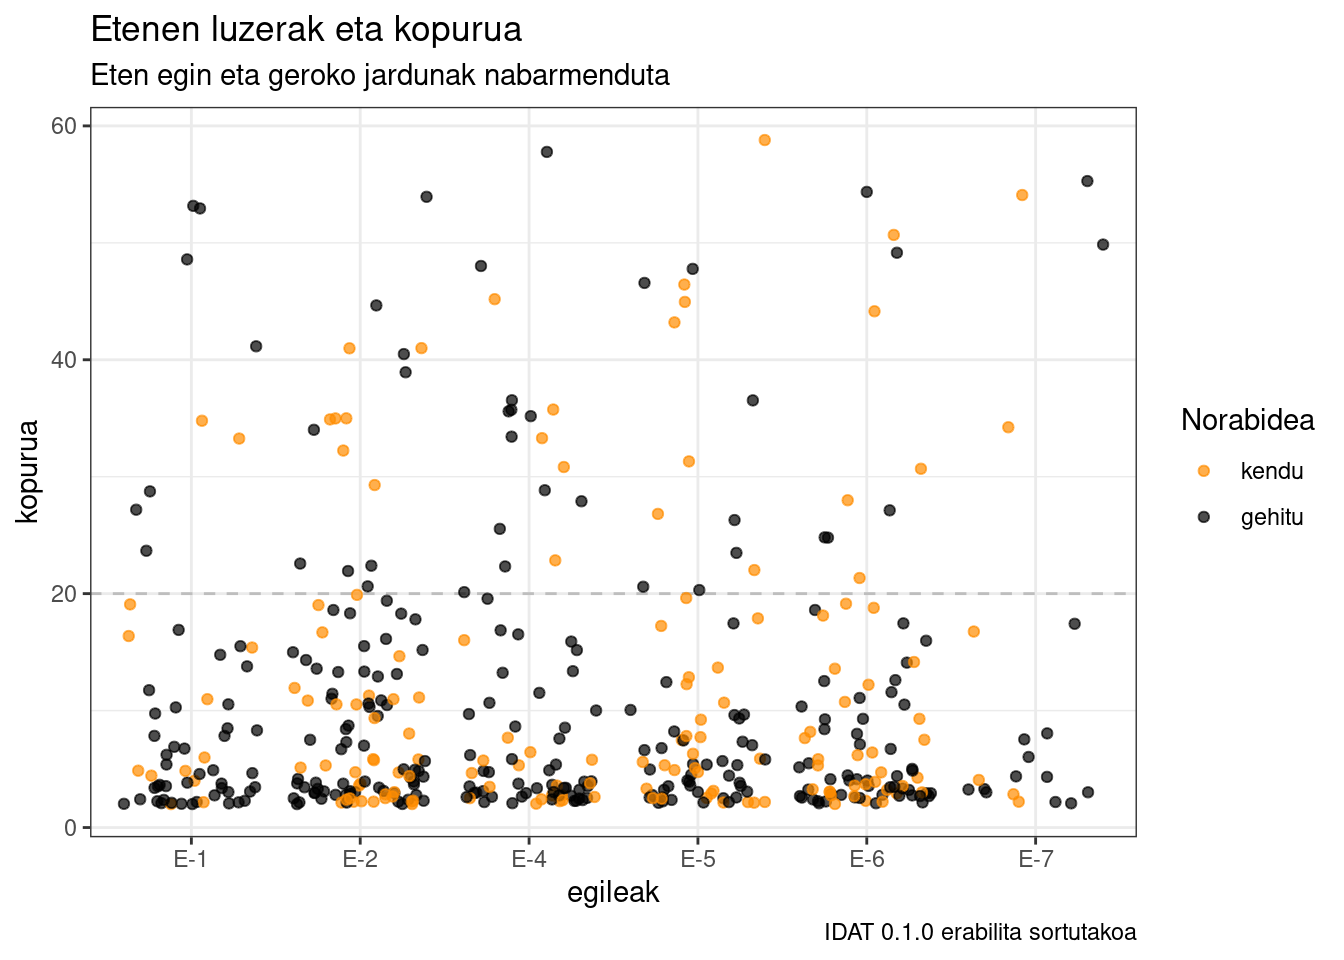 Etenen luzerak eta kopurua
Eten egin eta geroko jardunak nabarmenduta
60
40
20
0
kopurua
E-1
E-2
E-4
E-5
E-6
E-7
egileak
Norabidea
kendu
gehitu
IDAT 0.1.0 erabilita sortutakoa